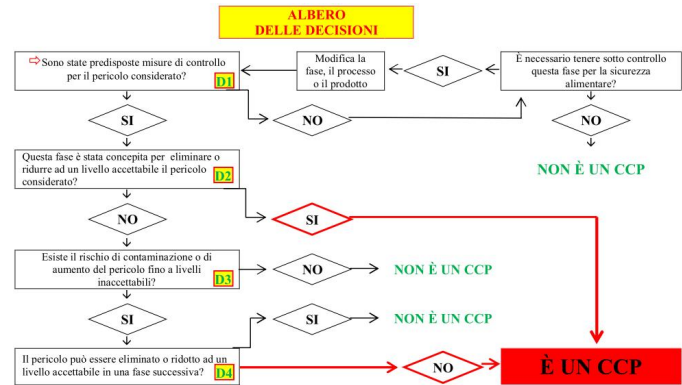 ALBERO
DELLE DECISIONI
⇨Sono state predisposte misure di controllo
per il pericolo considerato?
D1
Modifica la
fase, il processo
o il prodotto
SI
È necessario tenere sotto controllo
questa fase per la sicurezza
alimentare?
SI
NO
NO
NON È UN CCP
Questa fase è stata concepita per eliminare o
ridurre ad un livello accettabile il pericolo
considerato?
D2
NO
SI
Esiste il rischio di contaminazione o di
aumento del pericolo fino a livelli
inaccettabili?
D3
NO
NON È UN CCP
SI
SI
NON È UN CCP
Il pericolo può essere eliminato o ridotto ad un
livello accettabile in una fase successiva?
D4
NO
È UN CCP